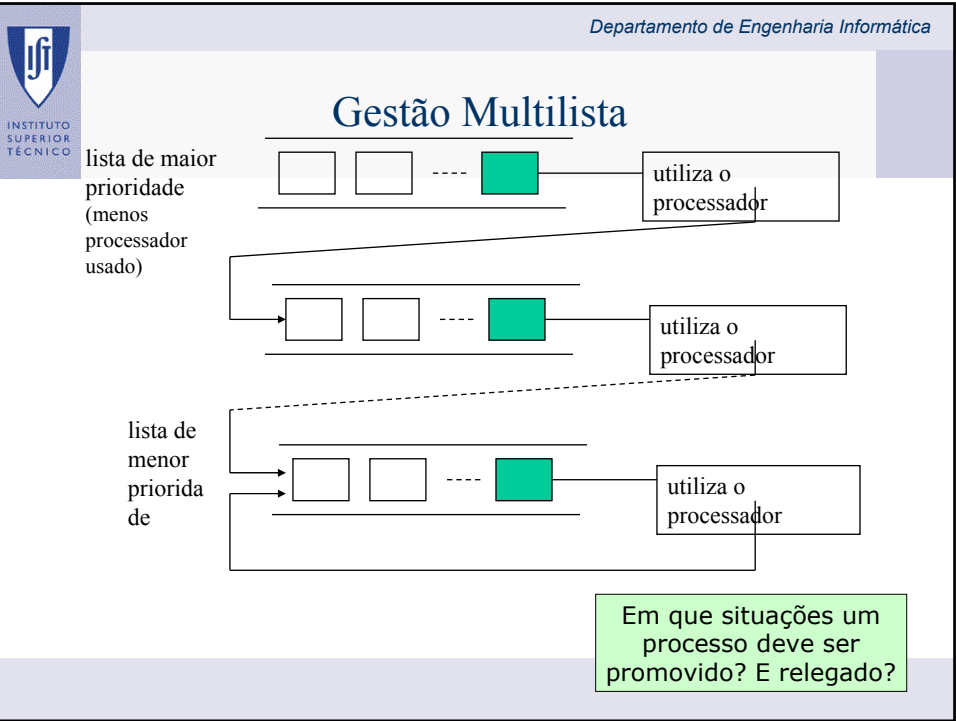 Departamento de Engenharia Informática
INSTITUTO
SUPERIOR
TÉCNICO
Gestão Multilista
lista de maior
prioridade
(menos
processador
usado)
utiliza o
processador
utiliza o
processador
lista de
menor
priorida
de
utiliza o
processador
Em que situações um
processo deve ser
promovido? E relegado?